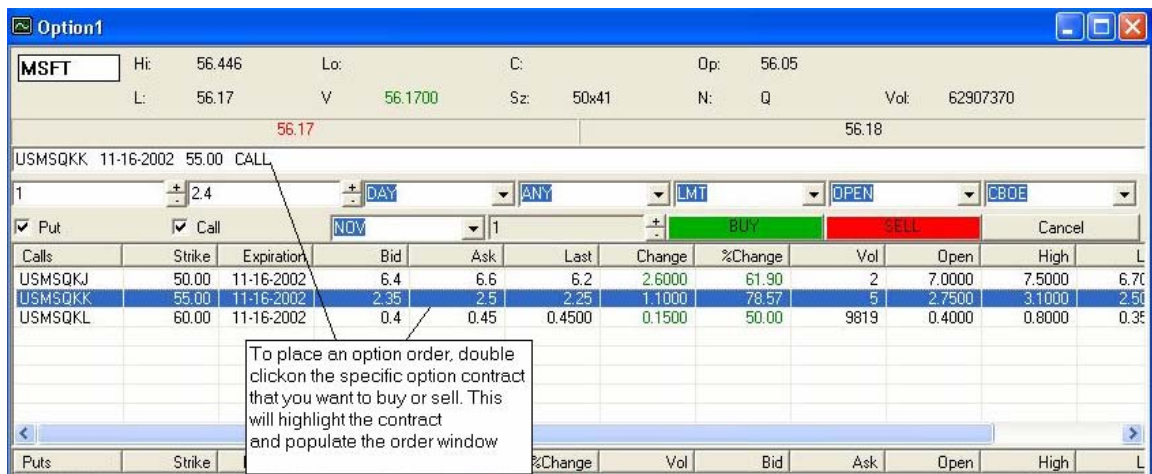 Option1
MSFT Hi: 56.446 Lo: C: Op: 56.05
L: 56.17 V 56.1700 Sz: 50x41 N: Q Vol: 62907370
56.17 56.18
USMSQKK 11-16-2002 55.00 CALL
1 2.4 DAY ANY LMT OPEN CBOE
Put Call NOV 1 BUY SELL Cancel
Calls Strike Expiration Bid Ask Last Change %Change Vol Open High L
USMSQKJ 50.00 11-16-2002 6.4 6.6 6.2 2.6000 61.90 2 7.0000 7.5000 6.70
USMSQKK 55.00 11-16-2002 2.35 2.5 2.25 1.1000 78.57 5 2.7500 3.1000 2.50
USMSQKL 60.00 11-16-2002 0.4 0.45 0.4500 0.1500 50.00 9819 0.4000 0.8000 0.35
To place an option order, double
clickon the specific option contract
that you want to buy or sell. This
will highlight the contract
and populate the order window
Puts Strike %Change Vol Bid Ask Open High L